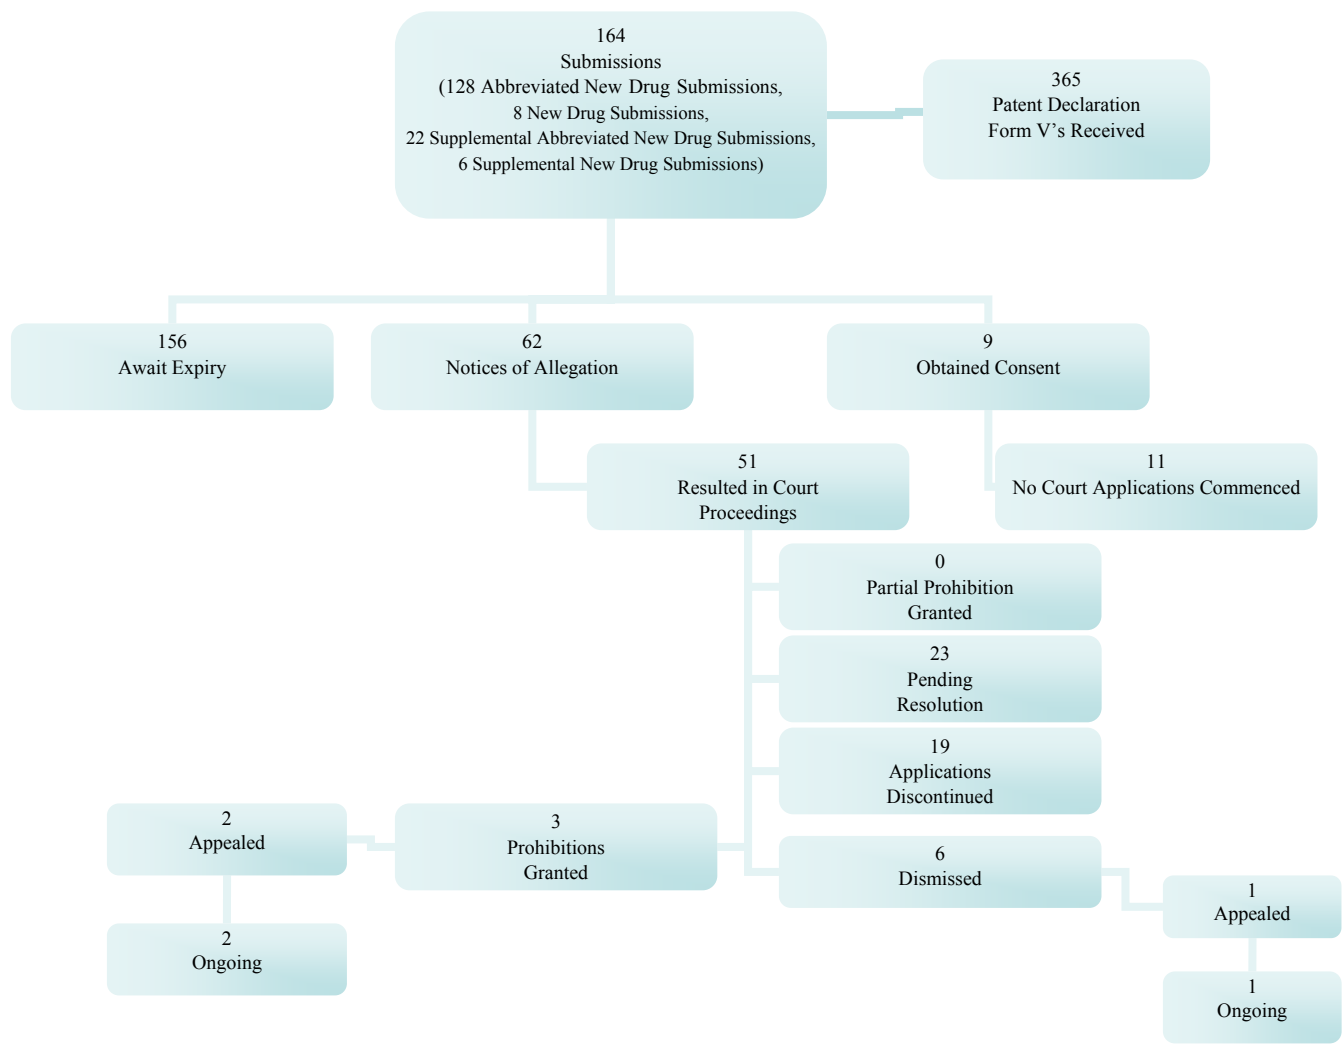 164
Submissions
(128 Abbreviated New Drug Submissions,
8 New Drug Submissions,
22 Supplemental Abbreviated New Drug Submissions,
6 Supplemental New Drug Submissions)
365
Patent Declaration
Form V's Received
156
Await Expiry
62
Notices of Allegation
9
Obtained Consent
51
Resulted in Court
Proceedings
11
No Court Applications Commenced
0
Partial Prohibition
Granted
23
Pending
Resolution
19
Applications
Discontinued
2
Appealed
3
Prohibitions
Granted
6
Dismissed
1
Appealed
2
Ongoing
1
Ongoing